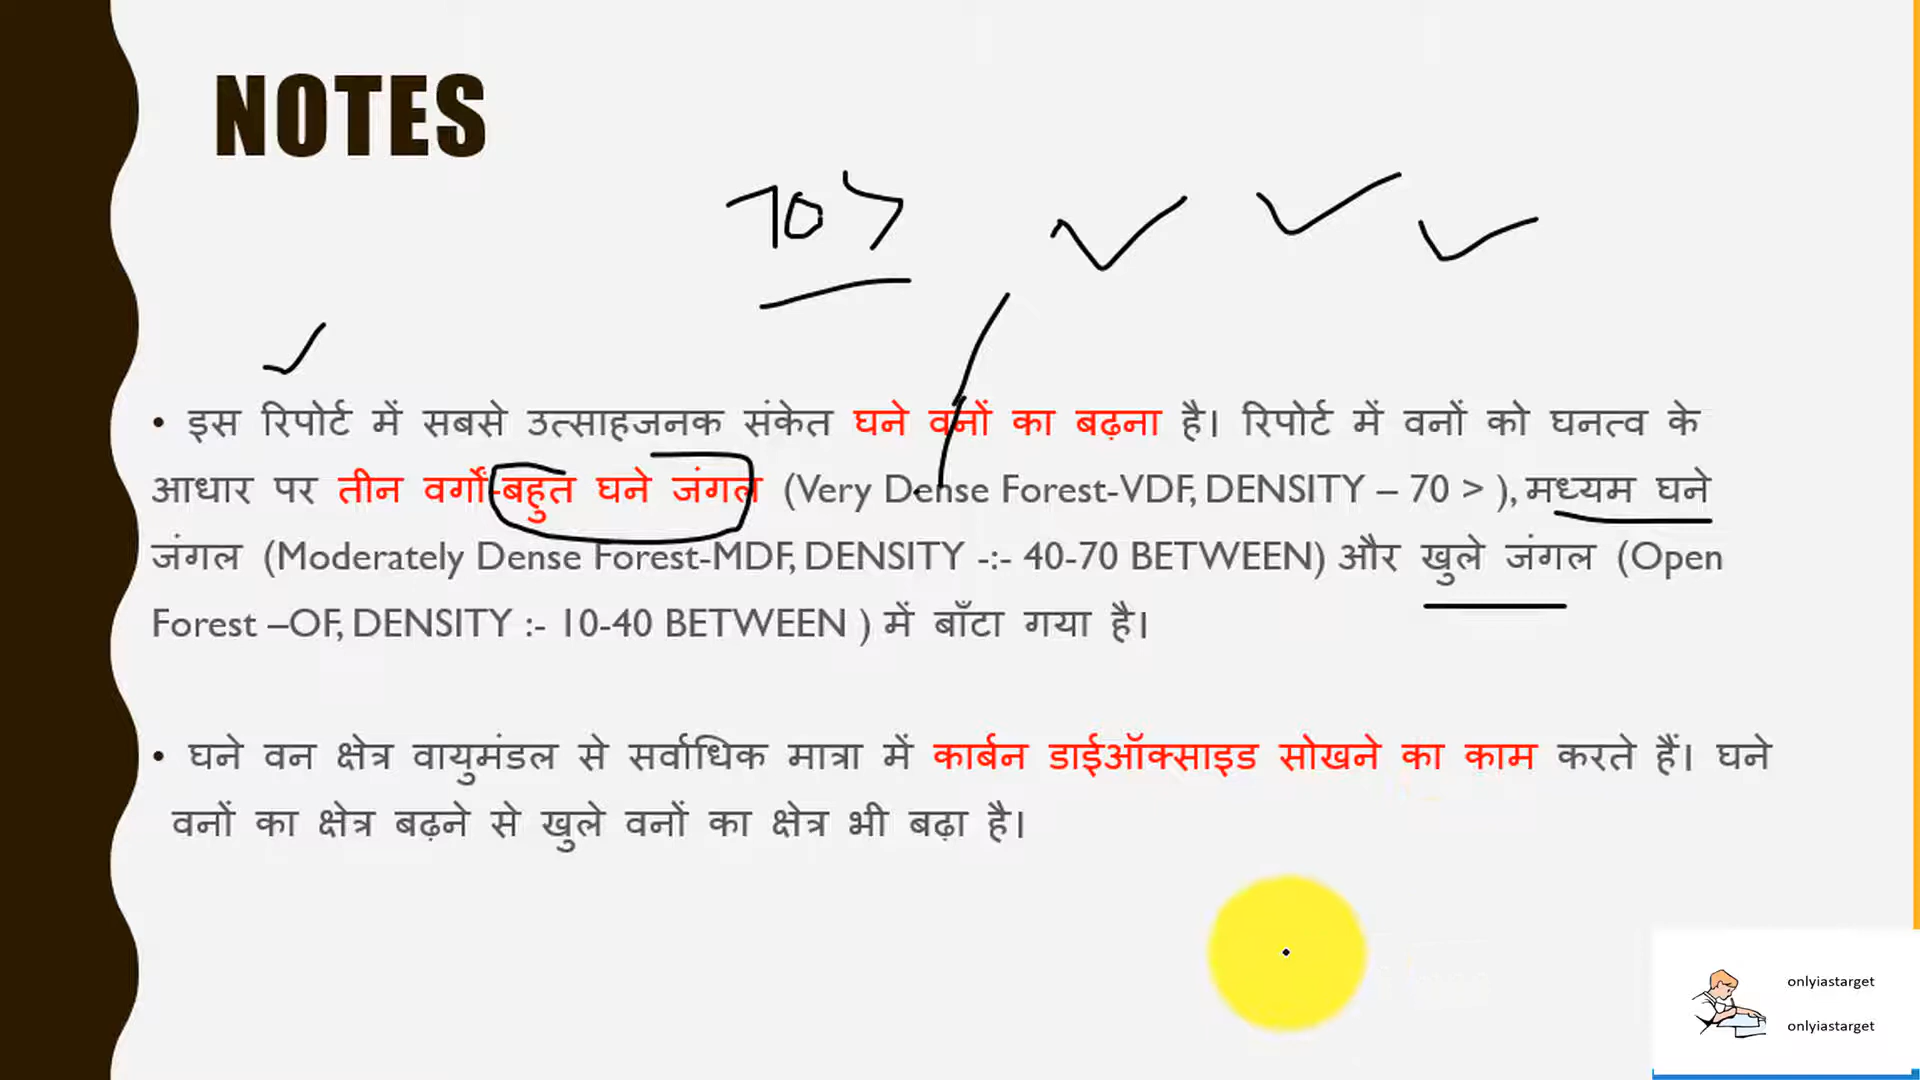 NOTES
70>
• इस रिपोर्ट में सबसे उत्साहजनक संकेत घने वनों का बढ़ना है। रिपोर्ट में वनों को घनत्व के
आधार पर तीन वर्गों-बहुत घने जंगल (Very Dense Forest-VDF, DENSITY – 70 > ), मध्यम घने
जंगल (Moderately Dense Forest-MDF, DENSITY -:- 40-70 BETWEEN) और खुले जंगल (Open
Forest –OF, DENSITY :- 10-40 BETWEEN ) में बाँटा गया है।
• घने वन क्षेत्र वायुमंडल से सर्वाधिक मात्रा में कार्बन डाईऑक्साइड सोखने का काम करते हैं। घने
वनों का क्षेत्र बढ़ने से खुले वनों का क्षेत्र भी बढ़ा है।
onlyiastarget
onlyiastarget